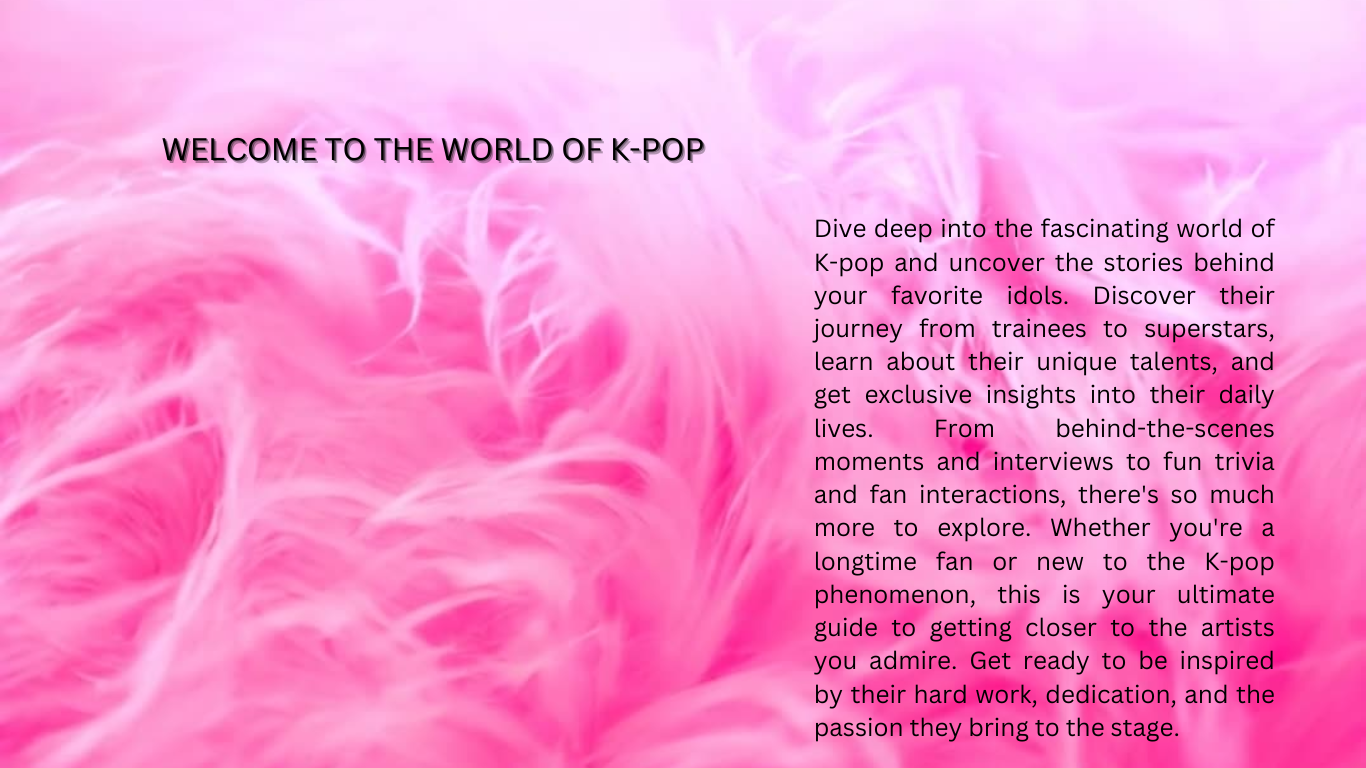 WELCOME TO THE WORLD OF K-POP
Dive deep into the fascinating world of
K-pop and uncover the stories behind
your favorite idols. Discover their
journey from trainees to superstars,
learn about their unique talents, and
get exclusive insights into their daily
lives. From behind-the-scenes
moments and interviews to fun trivia
and fan interactions, there's so much
more to explore. Whether you're a
longtime fan or new to the K-pop
phenomenon, this is your ultimate
guide to getting closer to the artists
you admire. Get ready to be inspired
by their hard work, dedication, and the
passion they bring to the stage.